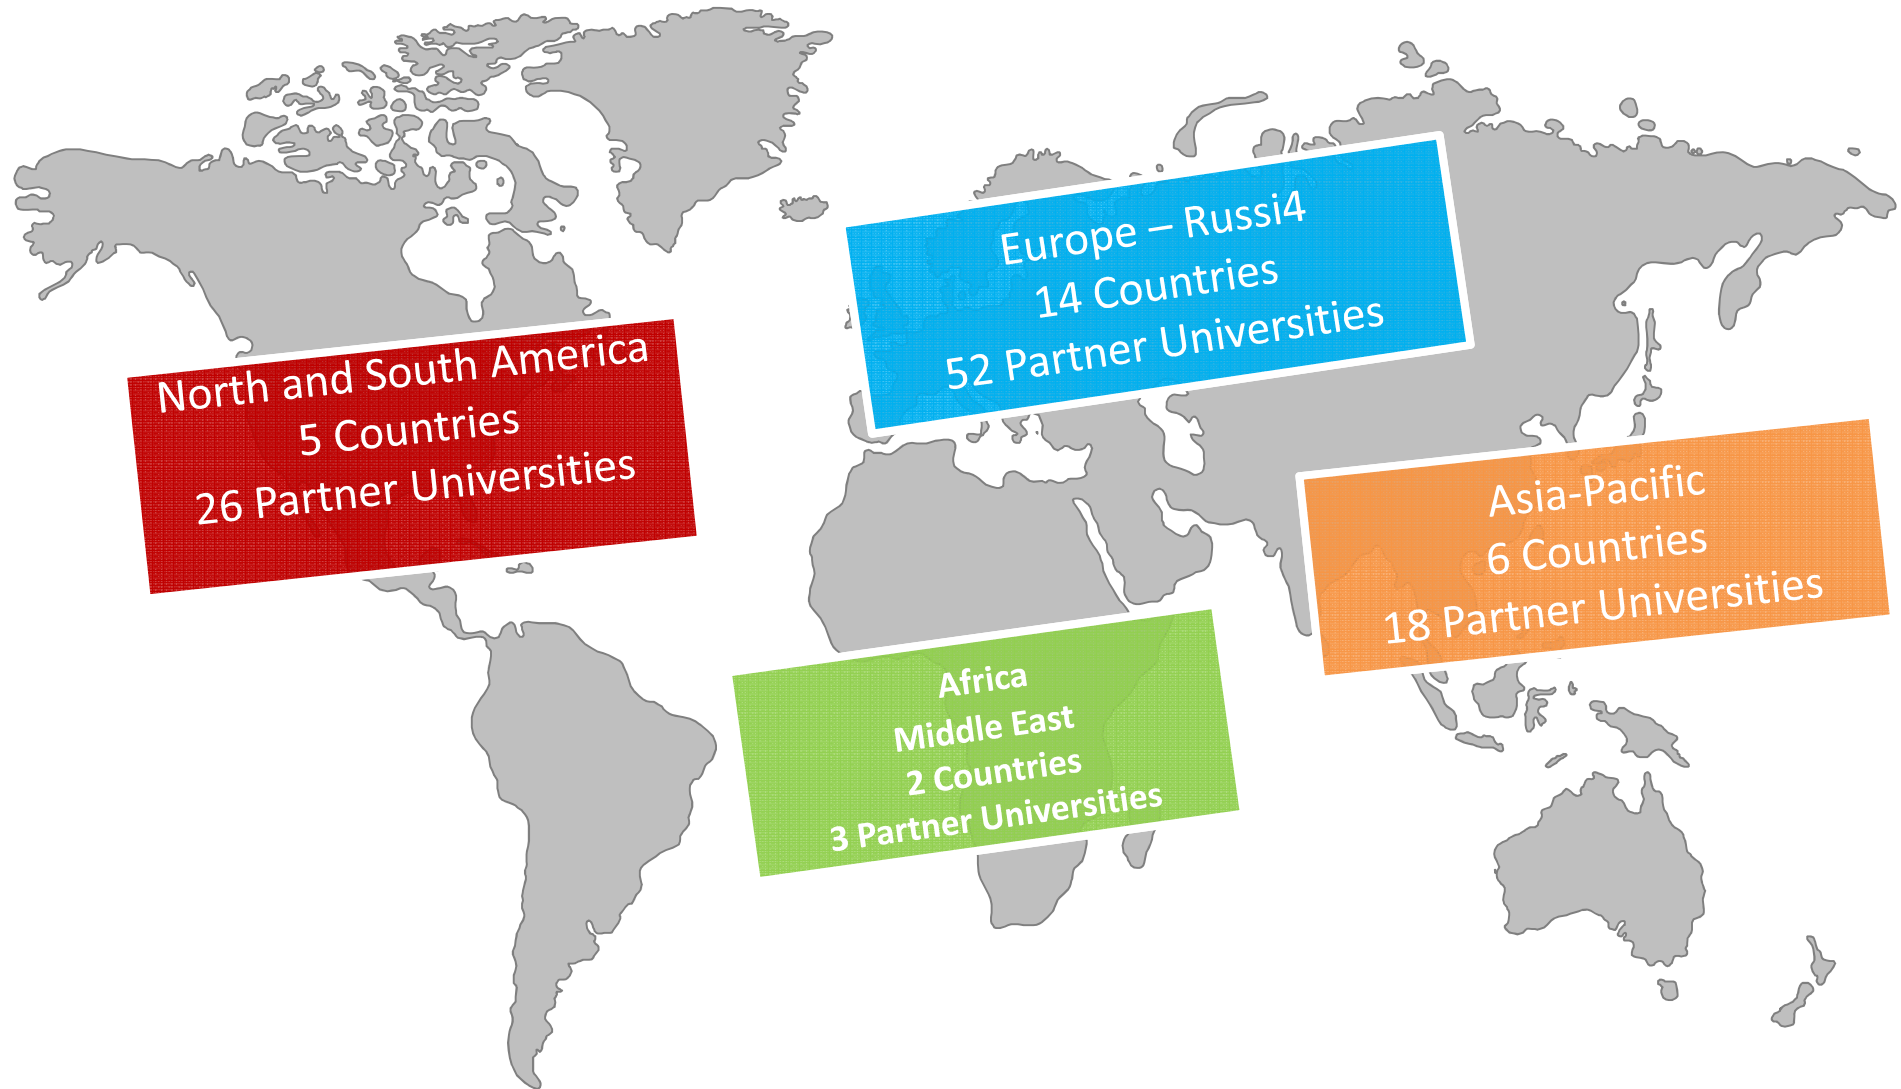 Europe – Russi4
14 Countries
52 Partner Universities
North and South America
5 Countries
26 Partner Universities
Asia-Pacific
6 Countries
18 Partner Universities
Africa
Middle East
2 Countries
3 Partner Universities